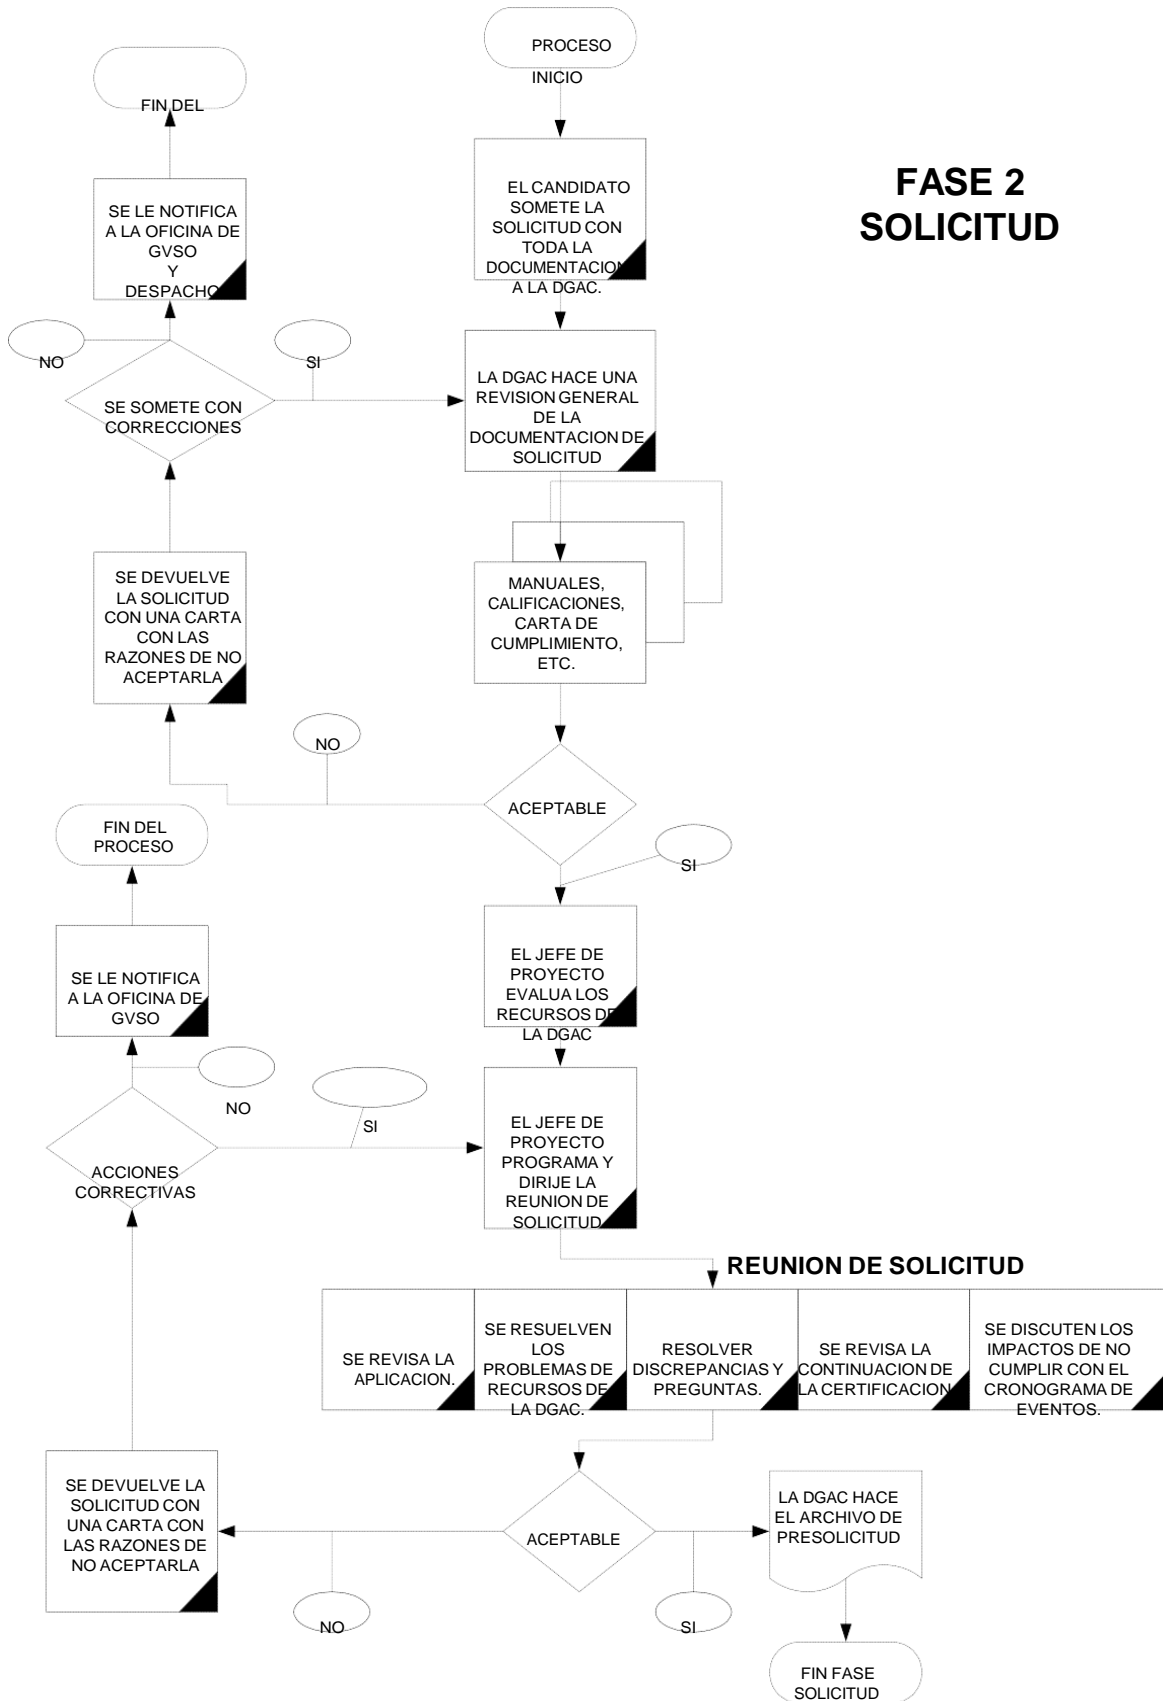 PROCESO
INICIO
FIN DEL
EL CANDIDATO
SOMETE LA
SOLICITUD CON
TODA LA
DOCUMENTACION
A LA DGAC.
FASE 2
SOLICITUD
SE LE NOTIFICA
A LA OFICINA DE
GVSO
Y
DESPACHO
NO
SI
SE SOMETE CON
CORRECCIONES
LA DGAC HACE UNA
REVISION GENERAL
DE LA
DOCUMENTACION DE
SOLICITUD
SE DEVUELVE
LA SOLICITUD
CON UNA CARTA
CON LAS
RAZONES DE NO
ACEPTARLA
MANUALES,
CALIFICACIONES,
CARTA DE
CUMPLIMIENTO,
ETC.
NO
ACEPTABLE
SI
FIN DEL
PROCESO
SE LE NOTIFICA
A LA OFICINA DE
GVSO
EL JEFE DE
PROYECTO
EVALUA LOS
RECURSOS DE
LA DGAC
NO
SI
ACCIONES
CORRECTIVAS
EL JEFE DE
PROYECTO
PROGRAMA Y
DIRIJE LA
REUNION DE
SOLICITUD
REUNION DE SOLICITUD
SE REVISA LA
APLICACION.
SE RESUELVEN
LOS
PROBLEMAS DE
RECURSOS DE
LA DGAC.
RESOLVER
DISCREPANCIAS Y
PREGUNTAS.
SE REVISA LA
CONTINUACION DE
LA CERTIFICACION
SE DISCUTEN LOS
IMPACTOS DE NO
CUMPLIR CON EL
CRONOGRAMA DE
EVENTOS.
SE DEVUELVE LA
SOLICITUD CON
UNA CARTA CON
LAS RAZONES DE
NO ACEPTARLA
ACEPTABLE
LA DGAC HACE
EL ARCHIVO DE
PRESOLICITUD
NO
SI
FIN FASE
SOLICITUD